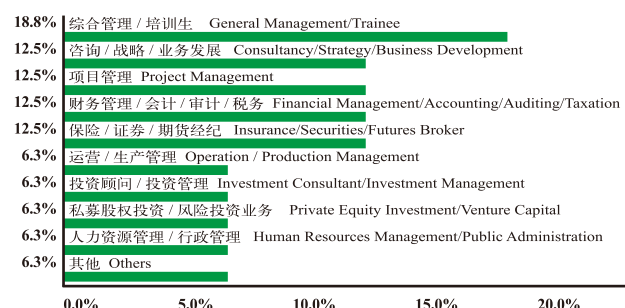 18.8% 综合管理 / 培训生 General Management/Trainee
12.5% 咨询 / 战略 / 业务发展 Consultancy/Strategy/Business Development
12.5% 项目管理 Project Management
12.5% 财务管理 / 会计 / 审计 / 税务 Financial Management/Accounting/Auditing/Taxation
12.5% 保险 / 证券 / 期货经纪 Insurance/Securities/Futures Broker
6.3% 运营 / 生产管理 Operation / Production Management
6.3% 投资顾问 / 投资管理 Investment Consultant/Investment Management
6.3% 私募股权投资 / 风险投资业务 Private Equity Investment/Venture Capital
6.3% 人力资源管理 / 行政管理 Human Resources Management/Public Administration
6.3% 其他 Others
0.0% 5.0% 10.0% 15.0% 20.0%